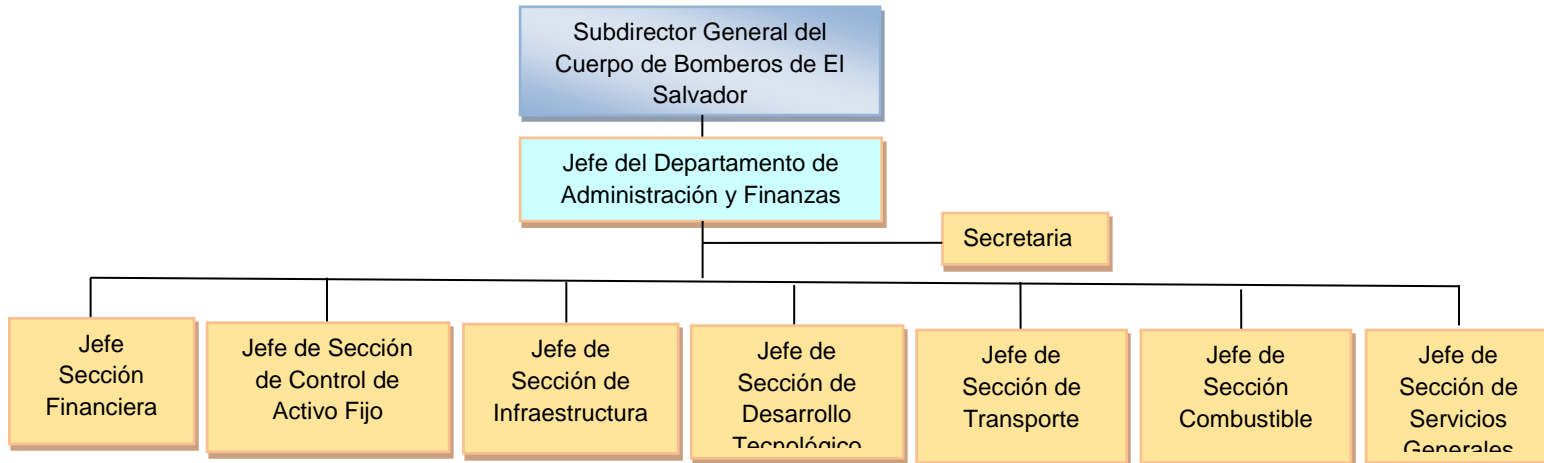 Subdirector General del
Cuerpo de Bomberos de El
Salvador
Jefe del Departamento de
Administración y Finanzas
Secretaria
Jefe
Sección
Financiera
Jefe de Sección
de Control de
Activo Fijo
Jefe de
Sección de
Infraestructura
Jefe de
Sección de
Desarrollo
Tecnológico
Jefe de
Sección de
Transporte
Jefe de
Sección
Combustible
Jefe de
Sección de
Servicios
Generales